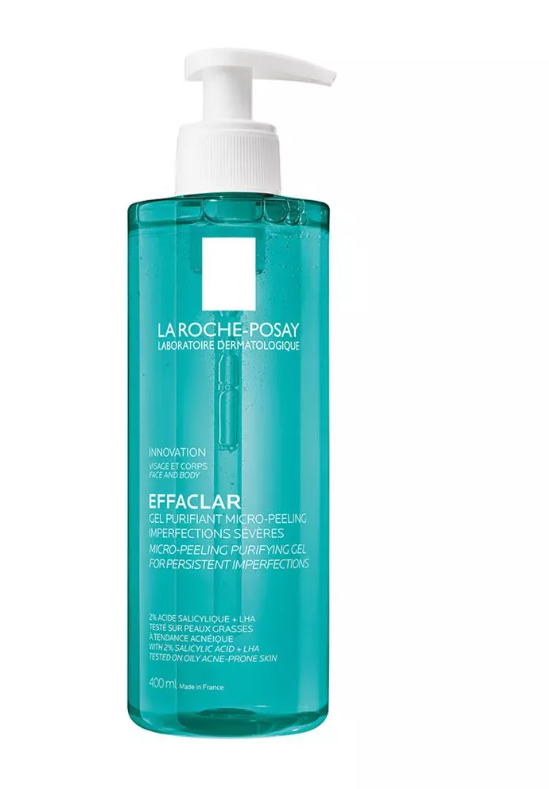 LA ROCHE-POSAY
LABORATOIRE DERMATOLOGIQUE
INNOVATION
VISAGE ET CORPS
FACE AND BODY
EFFACLAR
GEL PURIFIANT MICRO-PEELING
IMPERFECTIONS SÉVÈRES
MICRO-PEELING PURIFYING GEL
FOR PERSISTENT IMPERFECTIONS
2% ACIDE SALICYLIQUE + LHA
TESTÉ SUR PEAUX GRASSES
À TENDANCE ACNÉIQUE
WITH 2% SALICYLIC ACID + LHA
TESTED ON OILY ACNE-PRONE SKIN
400 ml Made in France